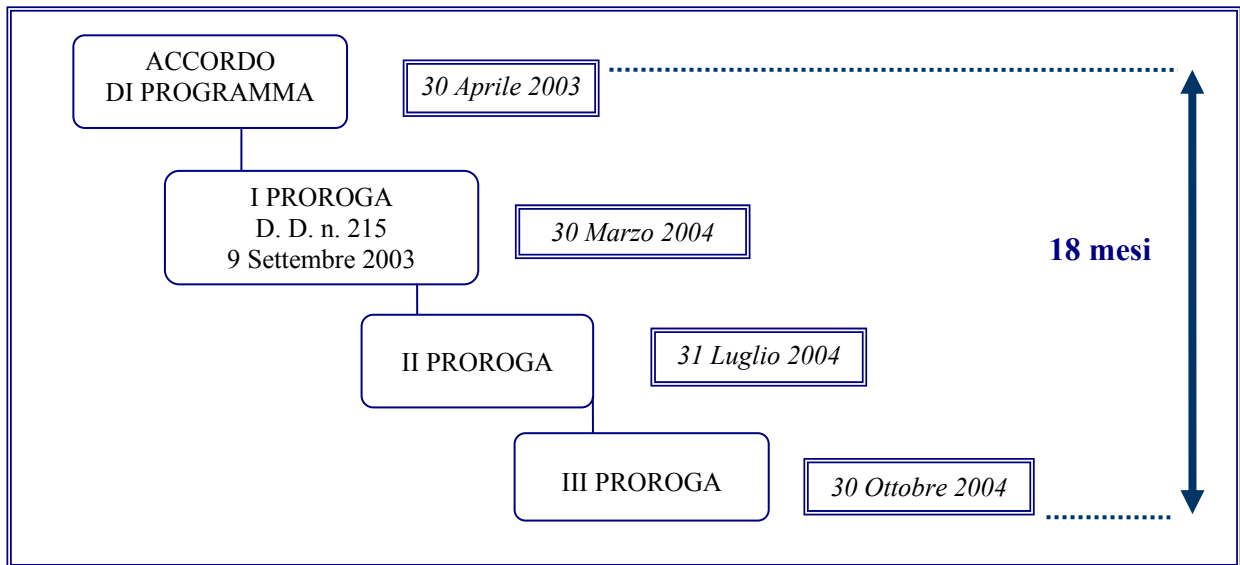 ACCORDO
DI PROGRAMMA
30 Aprile 2003
I PROROGA
D. D. n. 215
9 Settembre 2003
30 Marzo 2004
18 mesi
II PROROGA
31 Luglio 2004
III PROROGA
30 Ottobre 2004